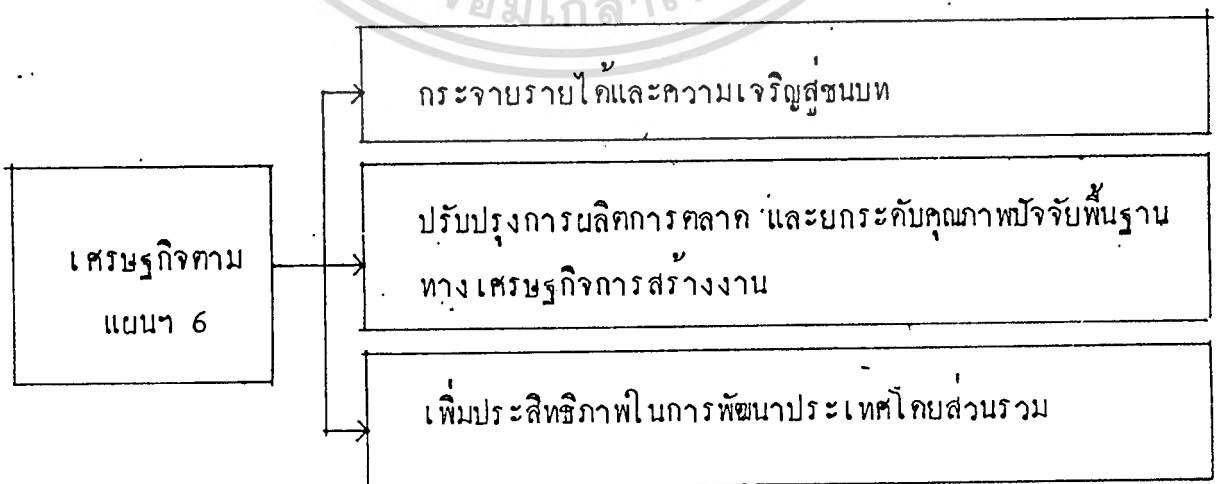 กระจายรายได้และความเจริญสู่ชนบท
ปรับปรุงการผลิตการตลาด และยกระดับคุณภาพปัจจัยพื้นฐาน
ทางเศรษฐกิจการสร้างงาน
เศรษฐกิจตาม
แผนฯ 6
เพิ่มประสิทธิภาพในการพัฒนาประเทศโดยส่วนรวม